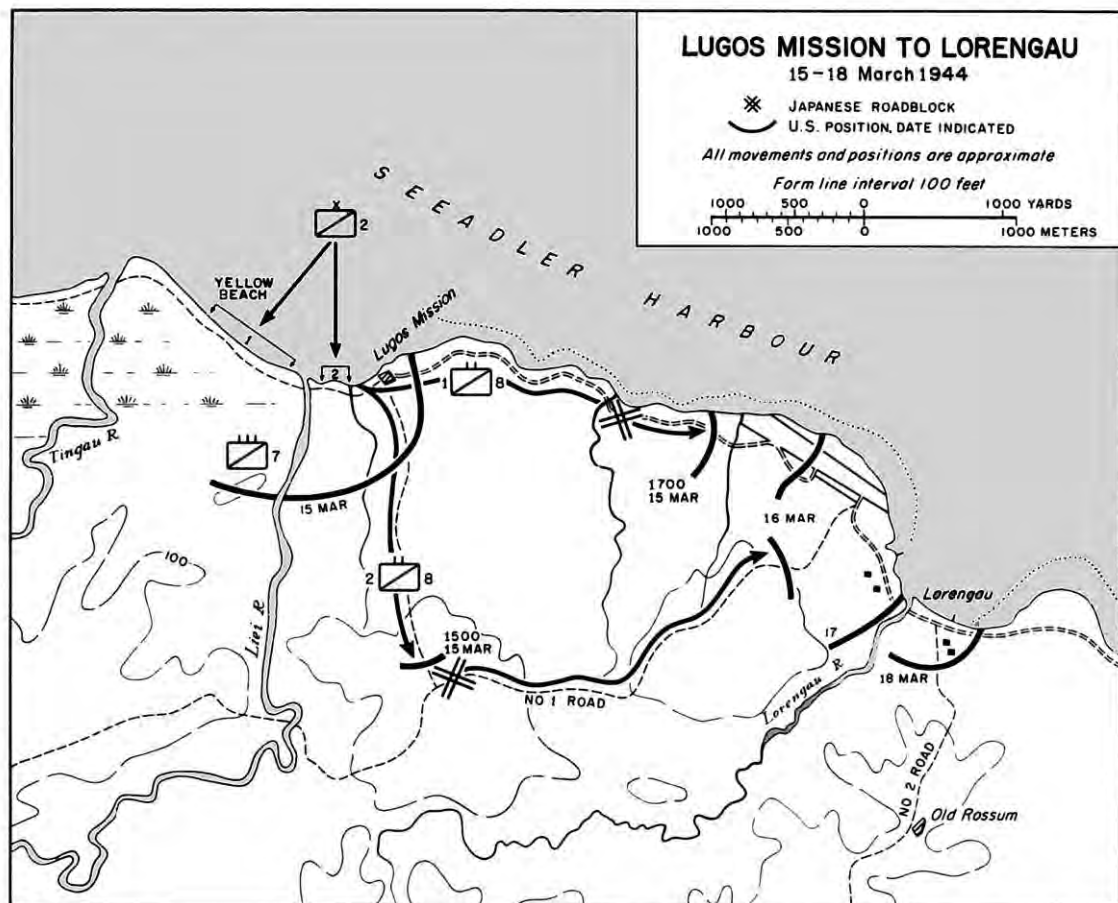 LUGOS MISSION TO LORENGAU
15–18 March 1944
JAPANESE ROADBLOCK
U.S. POSITION, DATE INDICATED
All movements and positions are approximate
Form line interval 100 feet
1000 500 0 1000 YARDS
1000 500 0 1000 METERS
SEEADLER HARBOUR
X
2
YELLOW
BEACH
1
2
Lugos Mission
1 8
Tingau R
7
15 MAR
100
1700
15 MAR
16 MAR
2 8
Lorengau
Lier R
1500
15 MAR
17
18 MAR
NO 1 ROAD
Lorengau R
NO 2 ROAD
Old Rossum